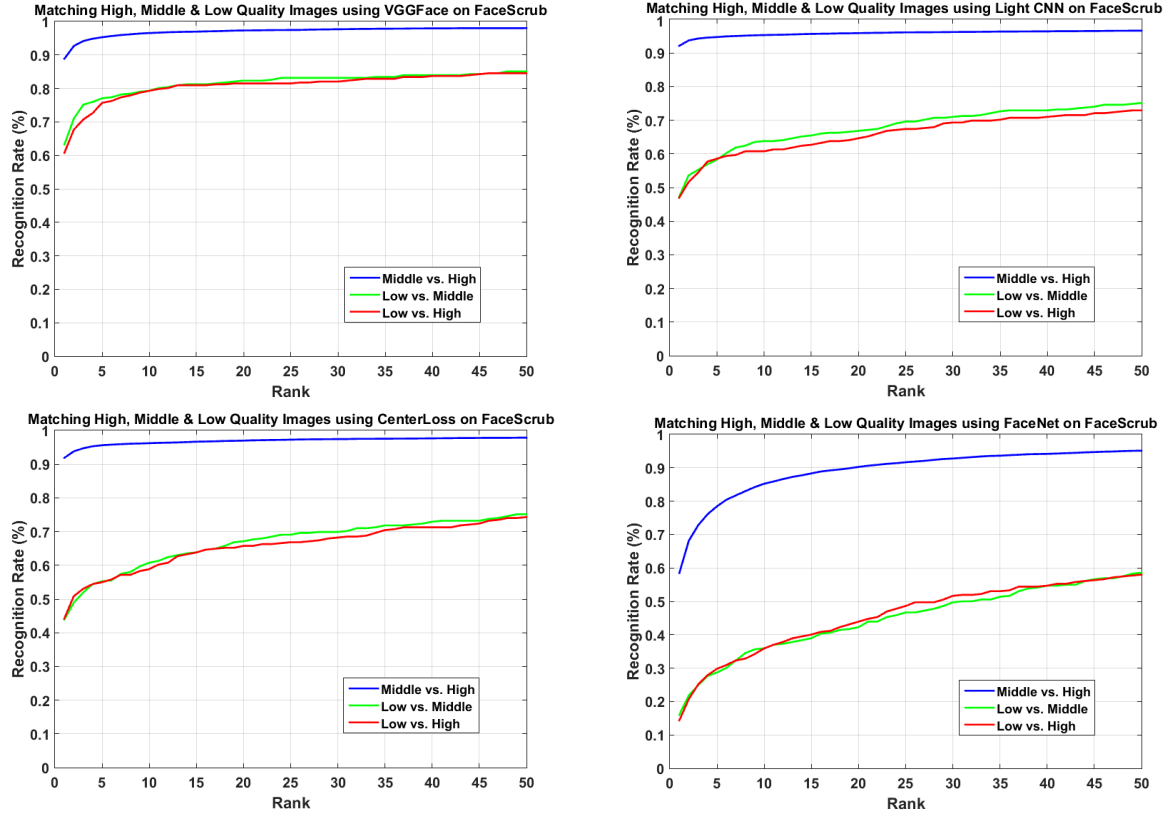 Matching High, Middle & Low Quality Images using VGGFace on FaceScrub
1
0.9
0.8
0.7
0.6
0.5
0.4
0.3
0.2
0.1
0
Recognition Rate (%)
Middle vs. High
Low vs. Middle
Low vs. High
0 5 10 15 20 25 30 35 40 45 50
Rank
Matching High, Middle & Low Quality Images using Light CNN on FaceScrub
1
0.9
0.8
0.7
0.6
0.5
0.4
0.3
0.2
0.1
0
Recognition Rate (%)
Middle vs. High
Low vs. Middle
Low vs. High
0 5 10 15 20 25 30 35 40 45 50
Rank
Matching High, Middle & Low Quality Images using CenterLoss on FaceScrub
1
0.9
0.8
0.7
0.6
0.5
0.4
0.3
0.2
0.1
0
Recognition Rate (%)
Middle vs. High
Low vs. Middle
Low vs. High
0 5 10 15 20 25 30 35 40 45 50
Rank
Matching High, Middle & Low Quality Images using FaceNet on FaceScrub
1
0.9
0.8
0.7
0.6
0.5
0.4
0.3
0.2
0.1
0
Recognition Rate (%)
Middle vs. High
Low vs. Middle
Low vs. High
0 5 10 15 20 25 30 35 40 45 50
Rank